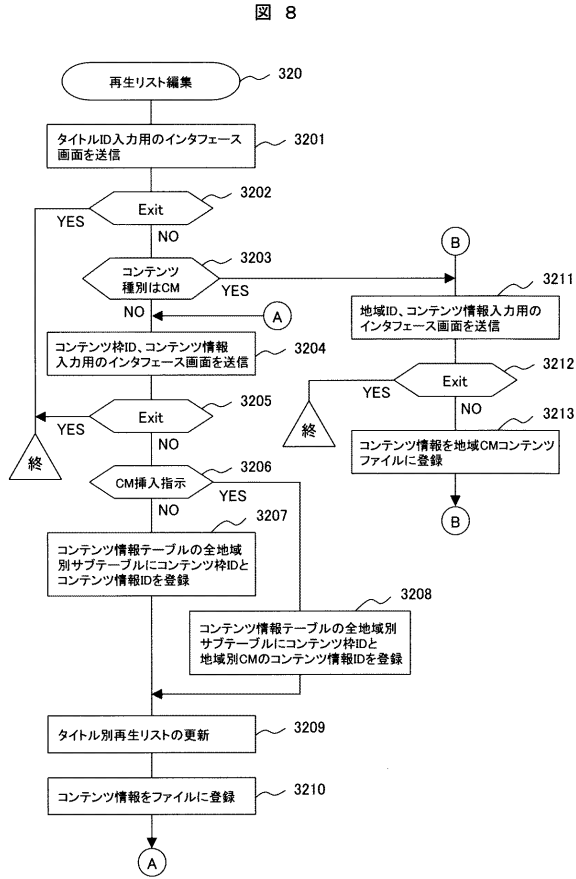 図 8
再生リスト編集
320
タイトルID入力用のインタフェース
画面を送信
3201
Exit
3202
YES
NO
コンテンツ
種別はCM
3203
YES
NO
A
コンテンツ枠ID、コンテンツ情報
入力用のインタフェース画面を送信
3204
Exit
3205
YES
NO
終
CM挿入指示
3206
YES
NO
コンテンツ情報テーブルの全地域
別サブテーブルにコンテンツ枠IDと
コンテンツ情報IDを登録
3207
コンテンツ情報テーブルの全地域別
サブテーブルにコンテンツ枠IDと
地域別CMのコンテンツ情報IDを登録
3208
タイトル別再生リストの更新
3209
コンテンツ情報をファイルに登録
3210
A
B
地域ID、コンテンツ情報入力用の
インタフェース画面を送信
3211
Exit
3212
YES
NO
終
コンテンツ情報を地域CMコンテンツ
ファイルに登録
3213
B